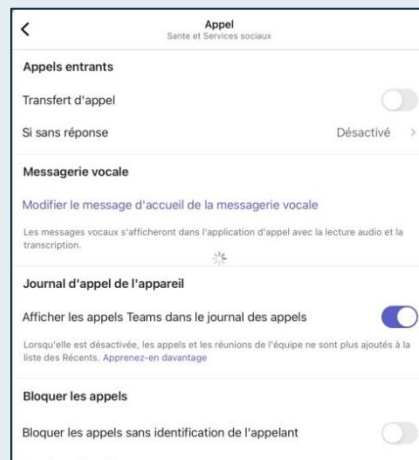 Appel
Sante et Services sociaux
Appels entrants
Transfert d'appel
Si sans réponse Désactivé
Messagerie vocale
Modifier le message d'accueil de la messagerie vocale
Les messages vocaux s'afficheront dans l'application d'appel avec la lecture audio et la
transcription.
Journal d'appel de l'appareil
Afficher les appels Teams dans le journal des appels
Lorsqu'elle est désactivée, les appels et les réunions de l'équipe ne sont plus ajoutés à la
liste des Récents. Apprenez-en davantage
Bloquer les appels
Bloquer les appels sans identification de l'appelant